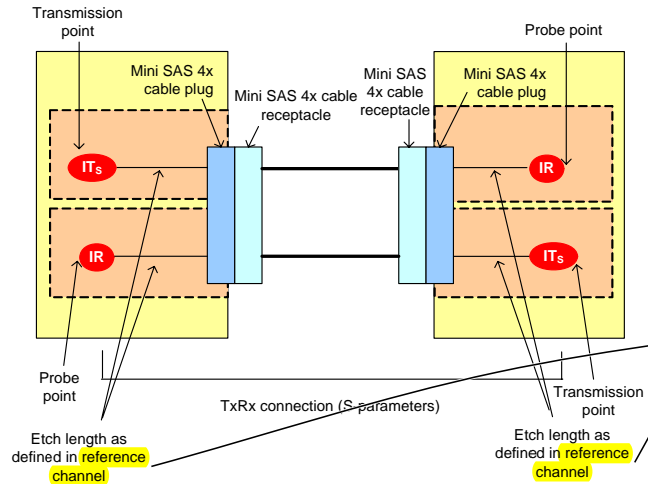 Transmission
point
Probe point
Mini SAS 4x
cable plug
Mini SAS 4x cable
receptacle
Mini SAS
4x cable
receptacle
Mini SAS 4x
cable plug
ITS
IR
IR
ITS
Probe
point
TxRx connection (S-parameters)
Transmission
point
Etch length as
defined in reference
channel
Etch length as
defined in reference
channel